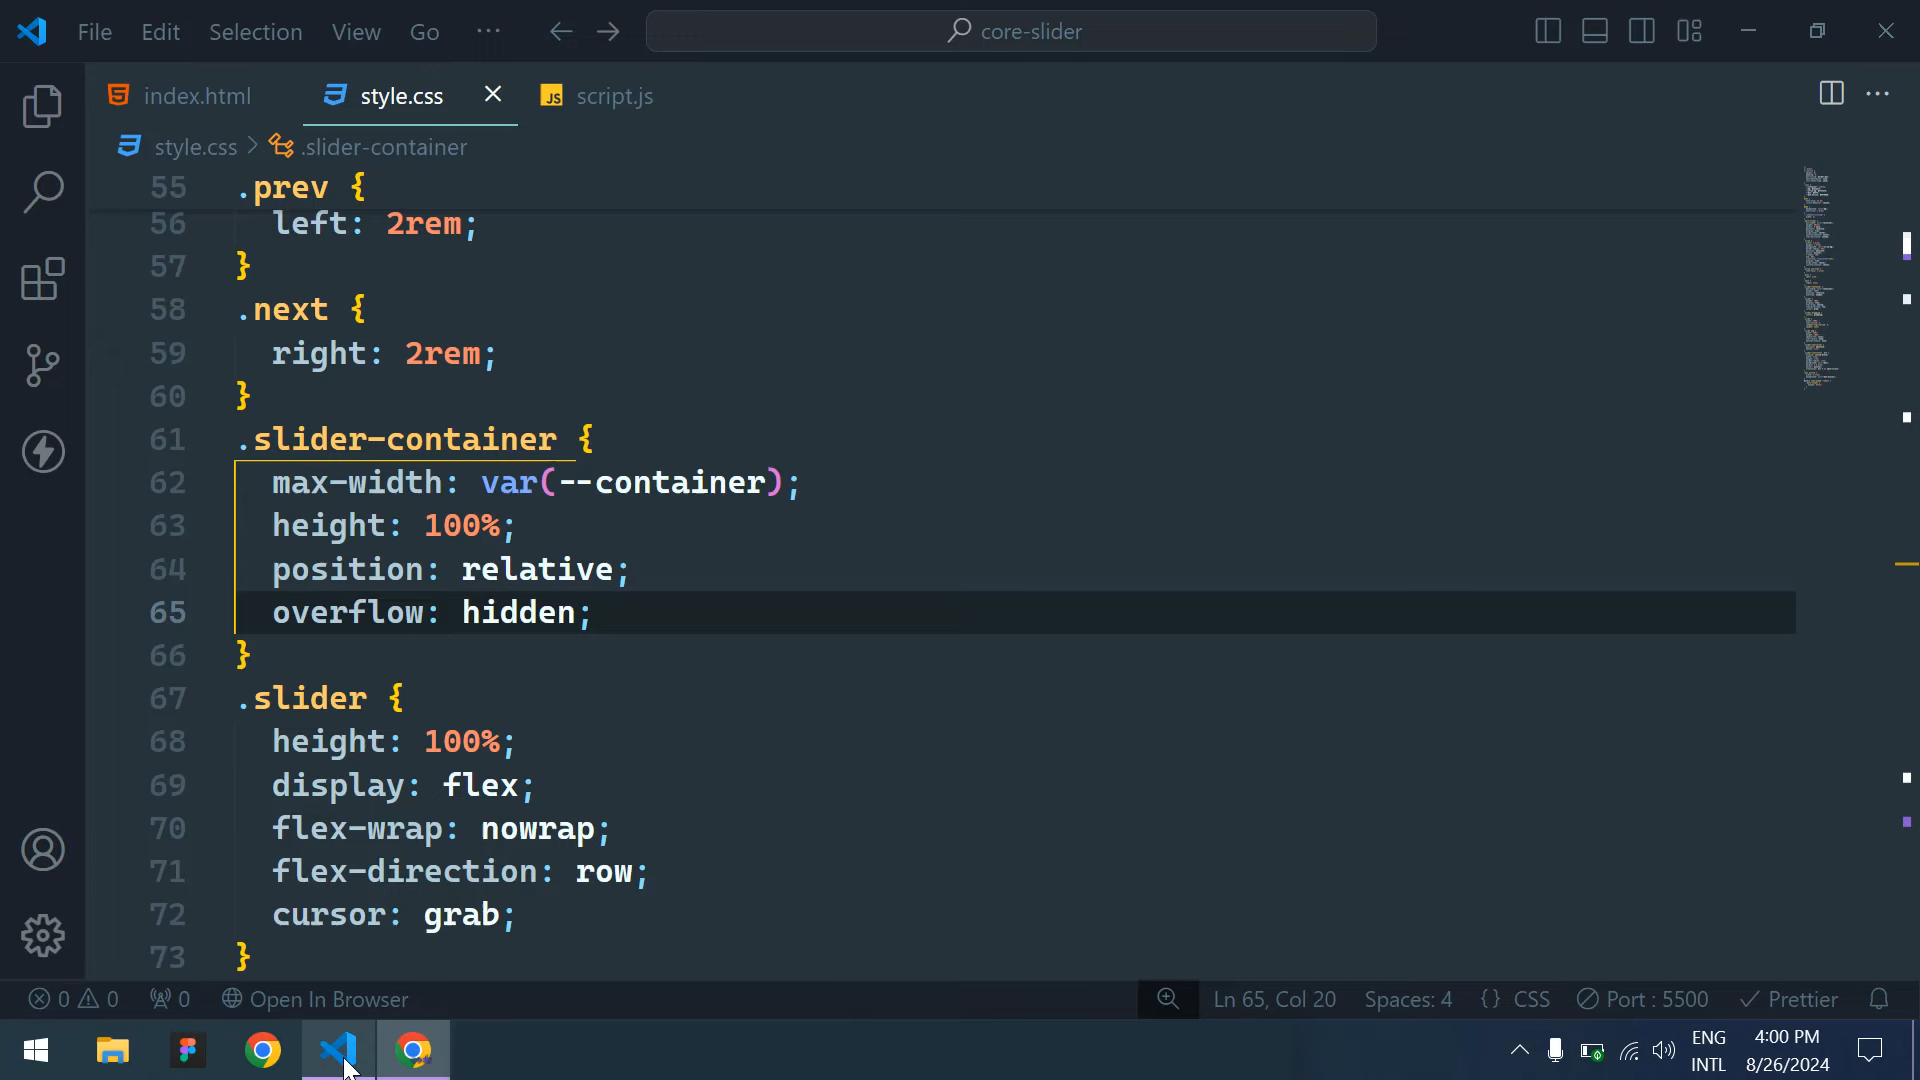 File Edit Selection View Go ··· core-slider
index.html style.css script.js
style.css > .slider-container
55 .prev {
56 left: 2rem;
57 }
58 .next {
59 right: 2rem;
60 }
61 .slider-container {
62 max-width: var(--container);
63 height: 100%;
64 position: relative;
65 overflow: hidden;
66 }
67 .slider {
68 height: 100%;
69 display: flex;
70 flex-wrap: nowrap;
71 flex-direction: row;
72 cursor: grab;
73 }
0 0 0 Open In Browser Ln 65, Col 20 Spaces: 4 {} CSS Port : 5500 Prettier
ENG 4:00 PM
INTL 8/26/2024